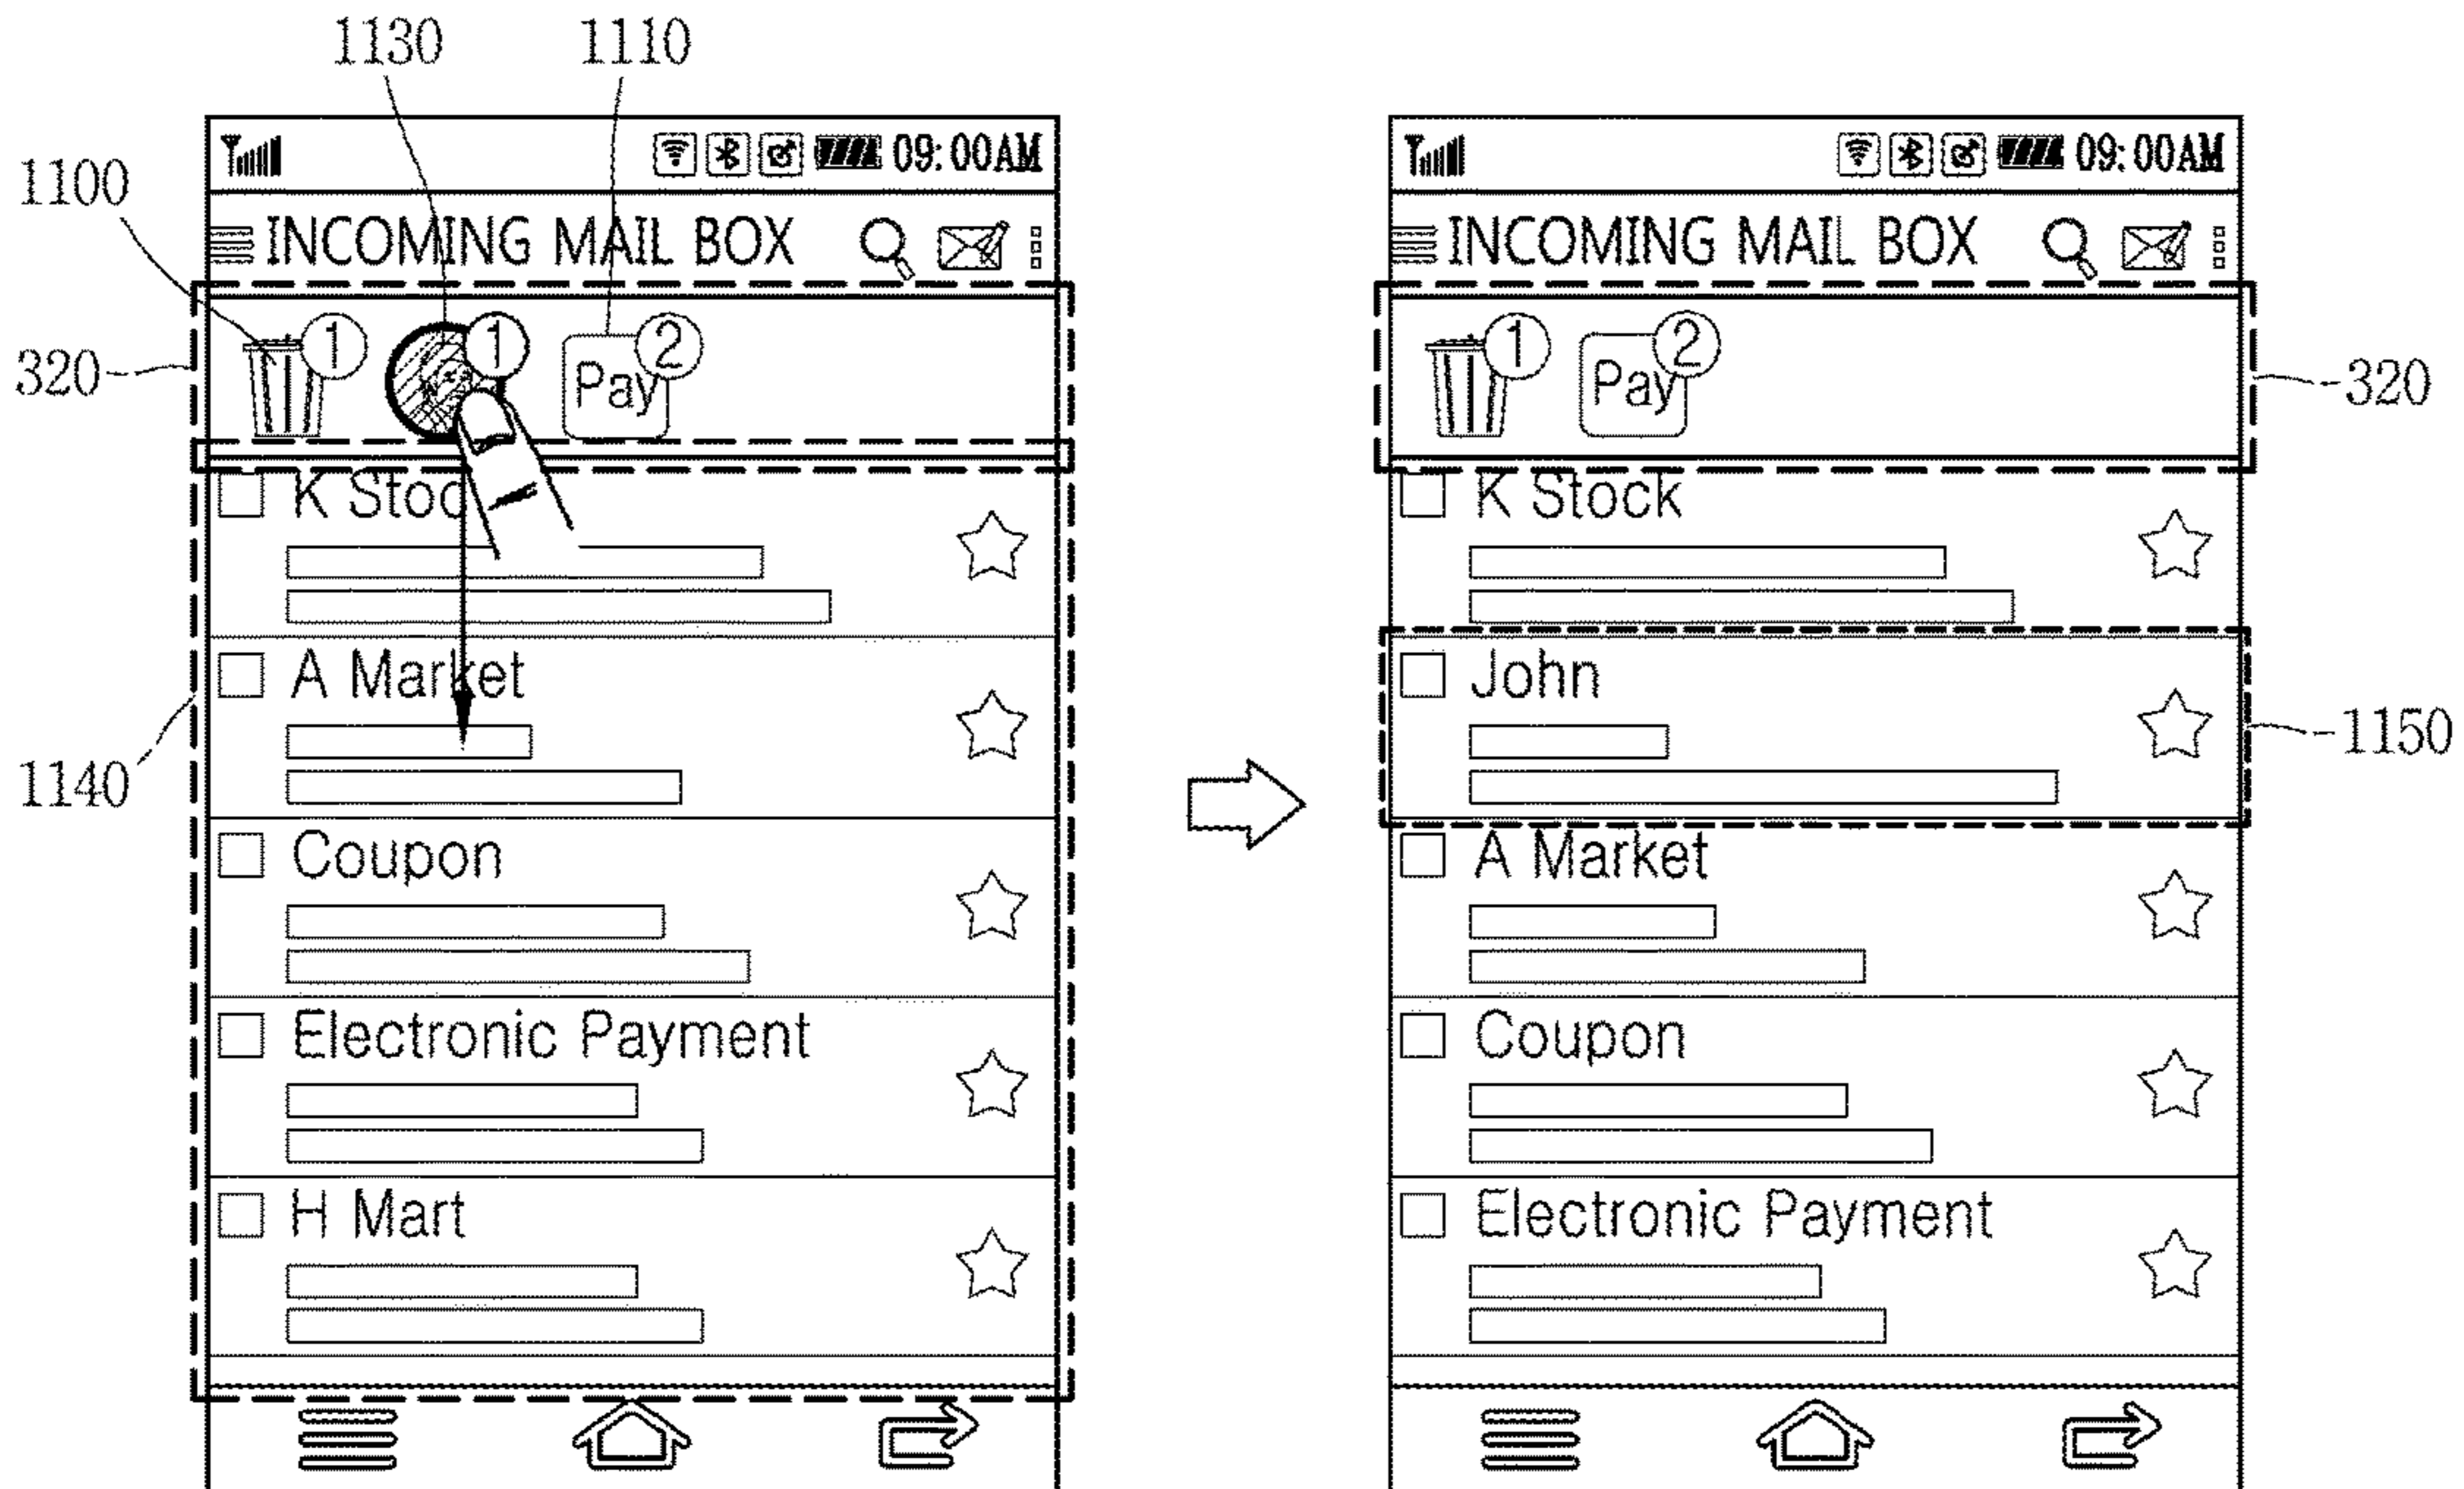 1130 1110
09:00AM
1100
INCOMING MAIL BOX
1 1 2
Pay
320
K Stoc
A Market
1140
Coupon
Electronic Payment
H Mart
09:00AM
INCOMING MAIL BOX
1 2
Pay
320
K Stock
John
1150
A Market
Coupon
Electronic Payment